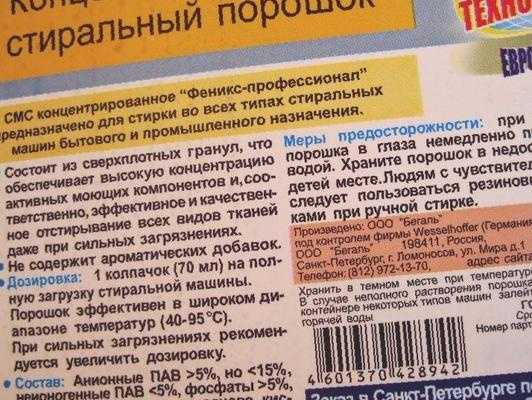 стиральный порошок
ТЕХНО
ЕВРО
СМС концентрированное "Феникс-профессионал"
предназначено для стирки во всех типах стиральных
машин бытового и промышленного назначения.
Состоит из сверхплотных гранул, что
обеспечивает высокую концентрацию
активных моющих компонентов и, соо-
тветственно, эффективное и качествен-
ное отстирывание всех видов тканей
даже при сильных загрязнениях.
• Не содержит ароматических добавок.
• Дозировка: 1 колпачок (70 мл) на пол-
ную загрузку стиральной машины.
Порошок эффективен в широком ди-
апазоне температур (40-95°С).
При сильных загрязнениях рекомен-
дуется увеличить дозировку.
• Состав: Анионные ПАВ >5%, но <15%,
неионогенные ПАВ <5%, фосфаты >5%,
Меры предосторожности: при
порошка в глаза немедленно п
водой. Храните порошок в недос
детей месте. Людям с чувствител
следует пользоваться резинов
ками при ручной стирке.
Произведено: ООО "Бегаль"
под контролем фирмы Wesselhoffer (Германи
ООО "Бегаль" 198411, Россия,
Санкт-Петербург, г. Ломоносов, ул. Мира д.1
Телефон: (812) 972-13-70, адрес сайта
Хранить в темном месте при температур
В случае неполного растворения порошка
контейнере некоторых типов машин залей
горячей воды
Номер пар
4601370428942
Заказ в Санкт-Петербурге по